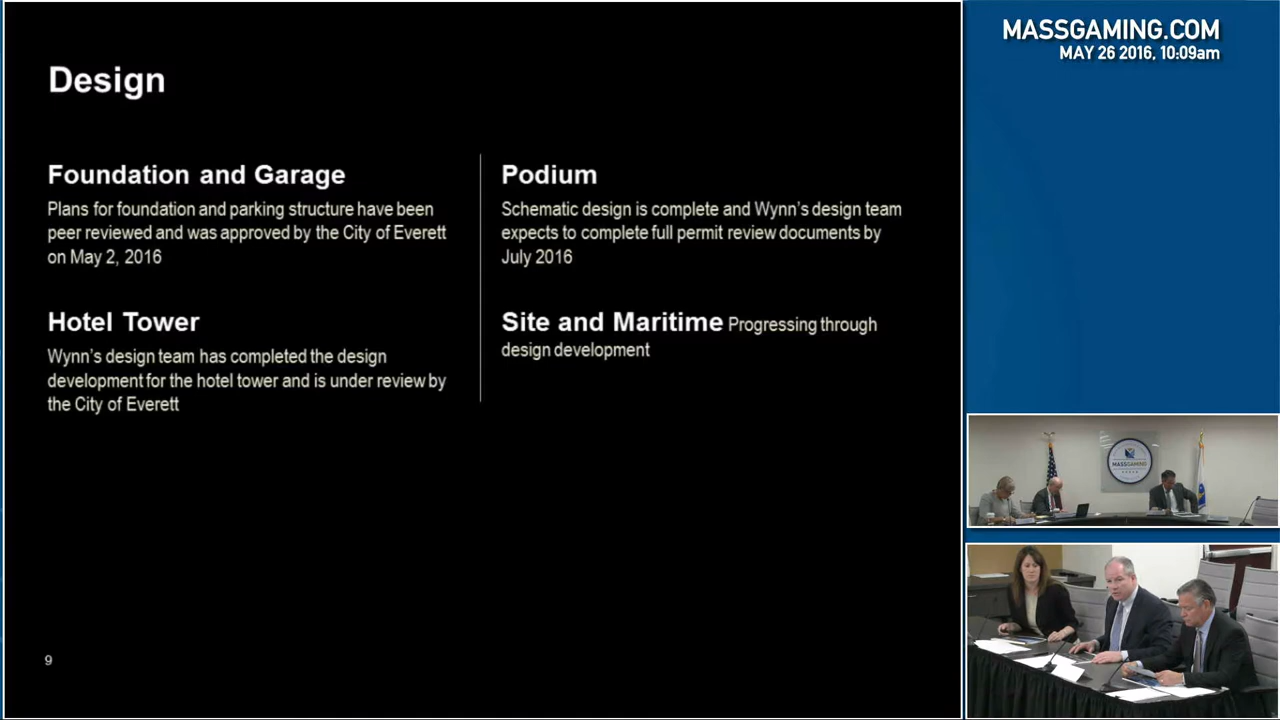 MASSGAMING.COM
MAY 26 2016, 10:09am
Design
Foundation and Garage
Plans for foundation and parking structure have been
peer reviewed and was approved by the City of Everett
on May 2, 2016
Hotel Tower
Wynn's design team has completed the design
development for the hotel tower and is under review by
the City of Everett
Podium
Schematic design is complete and Wynn's design team
expects to complete full permit review documents by
July 2016
Site and Maritime Progressing through
design development
9
MASSGAMING